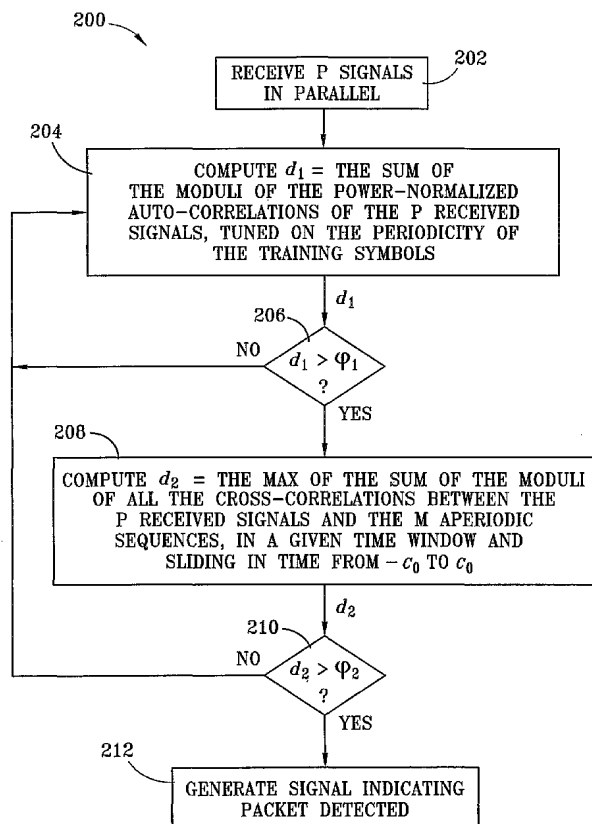 200
202
RECEIVE P SIGNALS
IN PARALLEL
204
COMPUTE d₁ = THE SUM OF
THE MODULI OF THE POWER-NORMALIZED
AUTO-CORRELATIONS OF THE P RECEIVED
SIGNALS, TUNED ON THE PERIODICITY OF
THE TRAINING SYMBOLS
d₁
206
NO
d₁ > φ₁
?
YES
208
COMPUTE d₂ = THE MAX OF THE SUM OF THE MODULI
OF ALL THE CROSS-CORRELATIONS BETWEEN THE
P RECEIVED SIGNALS AND THE M APERIODIC
SEQUENCES, IN A GIVEN TIME WINDOW AND
SLIDING IN TIME FROM −c₀ TO c₀
d₂
210
NO
d₂ > φ₂
?
YES
212
GENERATE SIGNAL INDICATING
PACKET DETECTED